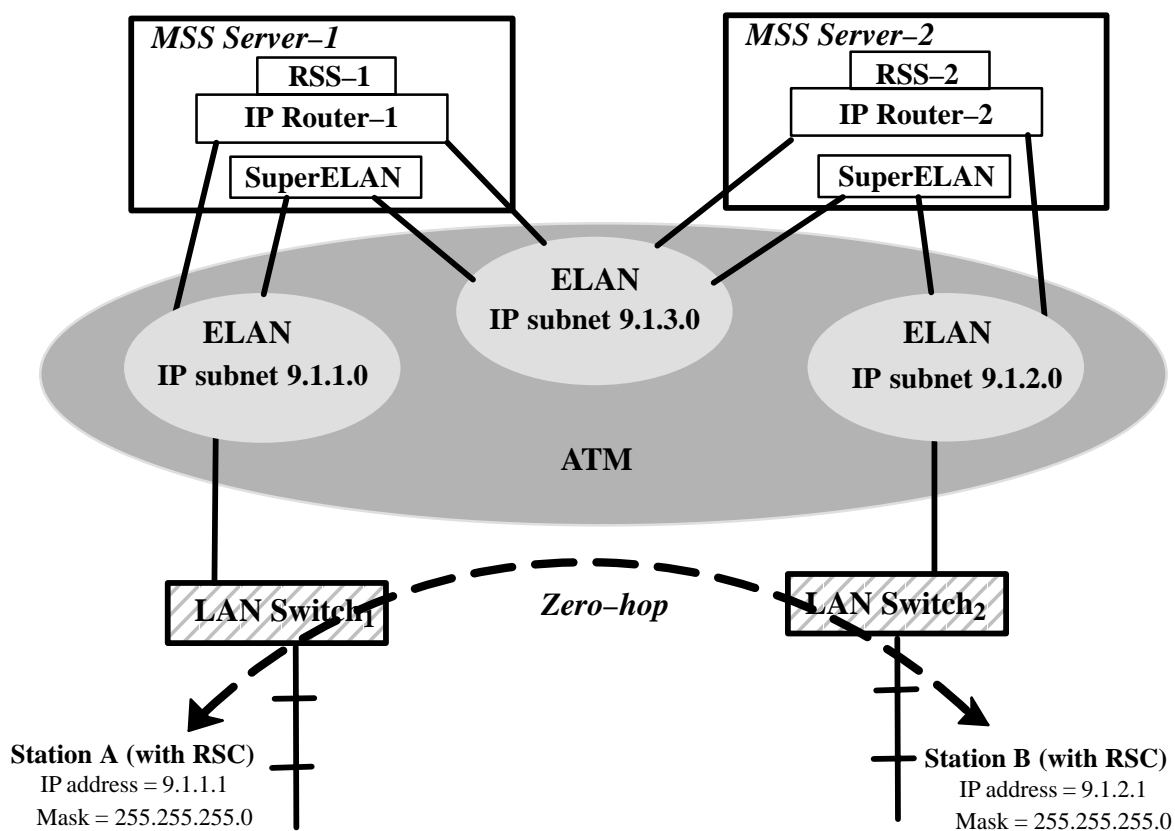 MSS Server–1
RSS–1
IP Router–1
SuperELAN
MSS Server–2
RSS–2
IP Router–2
SuperELAN
ELAN
IP subnet 9.1.3.0
ELAN
IP subnet 9.1.1.0
ELAN
IP subnet 9.1.2.0
ATM
LAN Switch1
Zero–hop
LAN Switch2
Station A (with RSC)
IP address = 9.1.1.1
Mask = 255.255.255.0
Station B (with RSC)
IP address = 9.1.2.1
Mask = 255.255.255.0